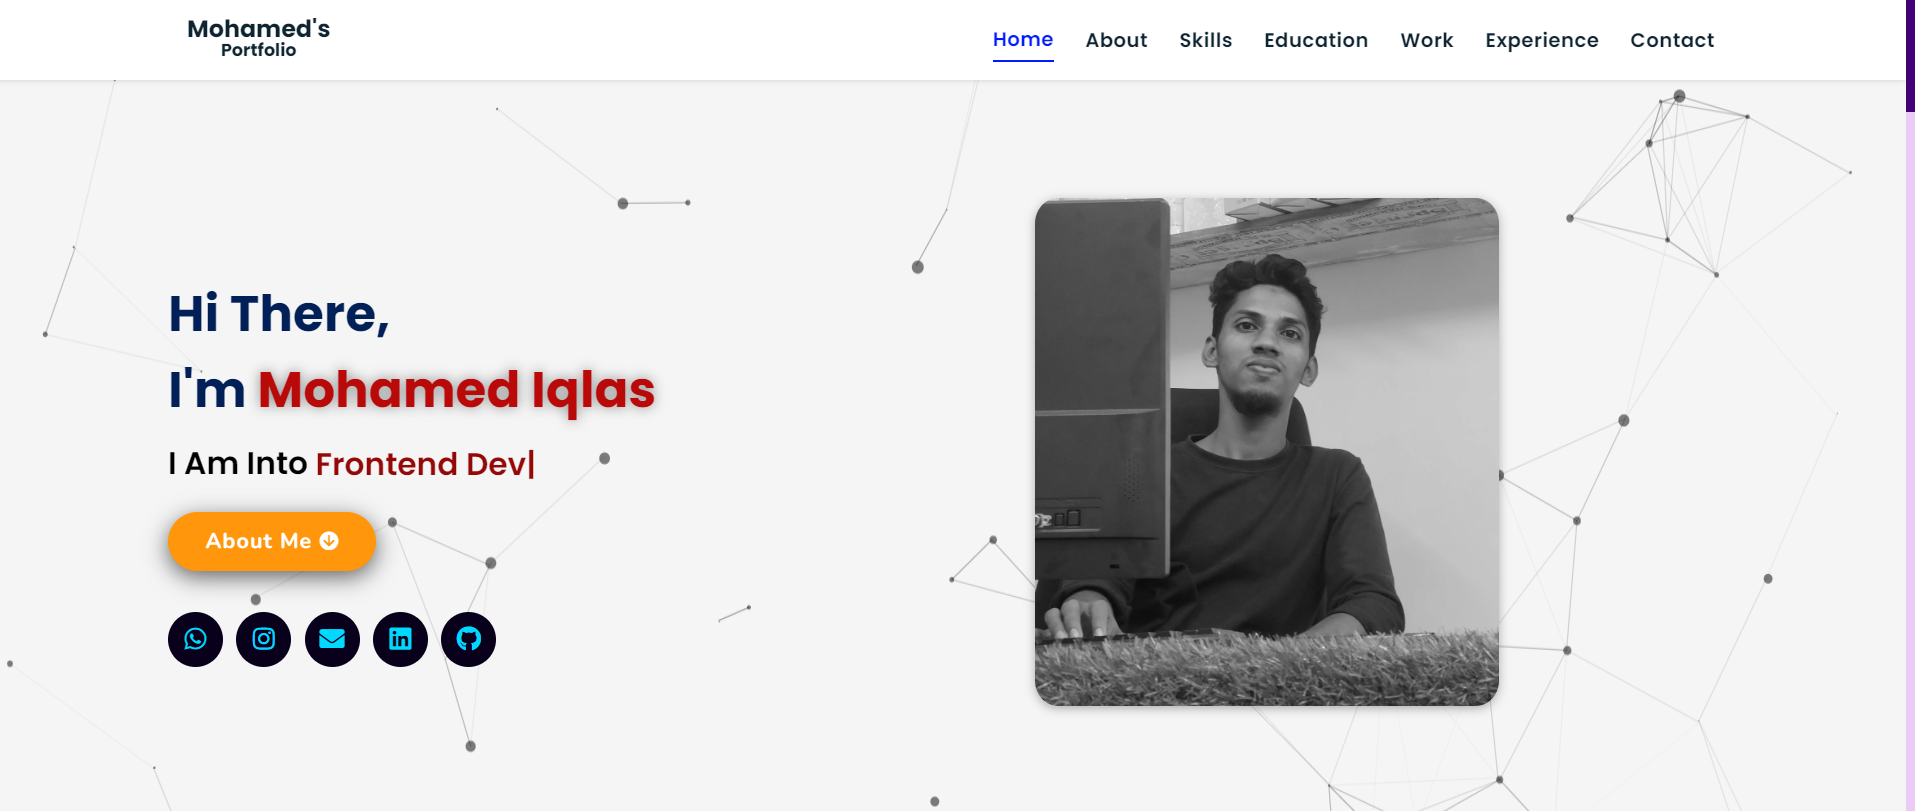 Mohamed's
Portfolio
Home About Skills Education Work Experience Contact
Hi There,
I'm Mohamed Iqlas
I Am Into Frontend Dev|
About Me